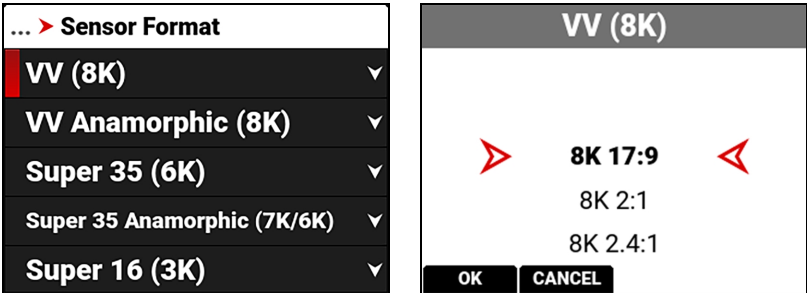 ... Sensor Format
VV (8K)
VV Anamorphic (8K)
Super 35 (6K)
Super 35 Anamorphic (7K/6K)
Super 16 (3K)
VV (8K)
8K 17:9
8K 2:1
8K 2.4:1
OK CANCEL